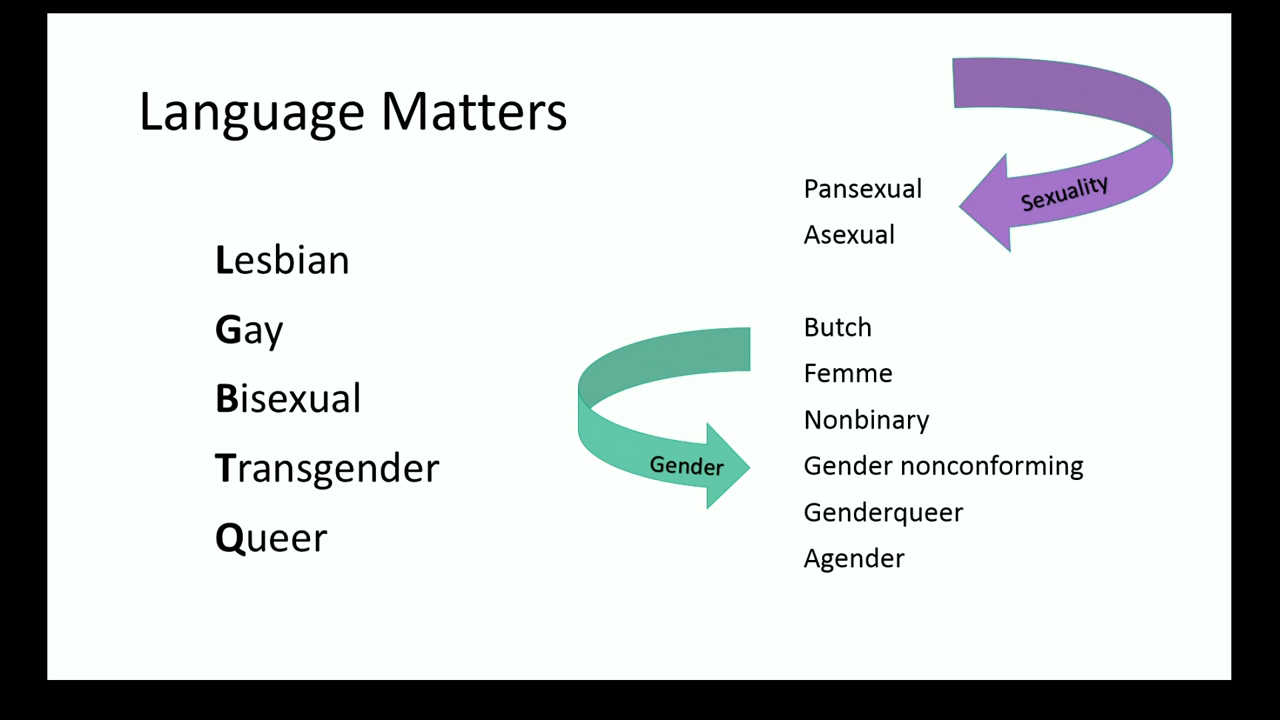 Language Matters
Lesbian
Gay
Bisexual
Transgender
Queer
Sexuality
Pansexual
Asexual
Gender
Butch
Femme
Nonbinary
Gender nonconforming
Genderqueer
Agender